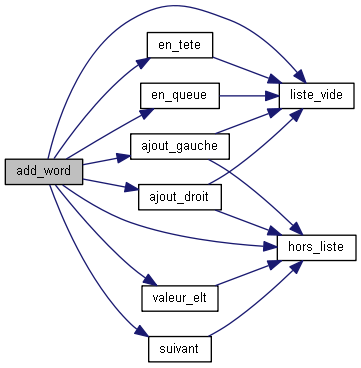 en_tete
en_queue
liste_vide
ajout_gauche
add_word
ajout_droit
hors_liste
valeur_elt
suivant